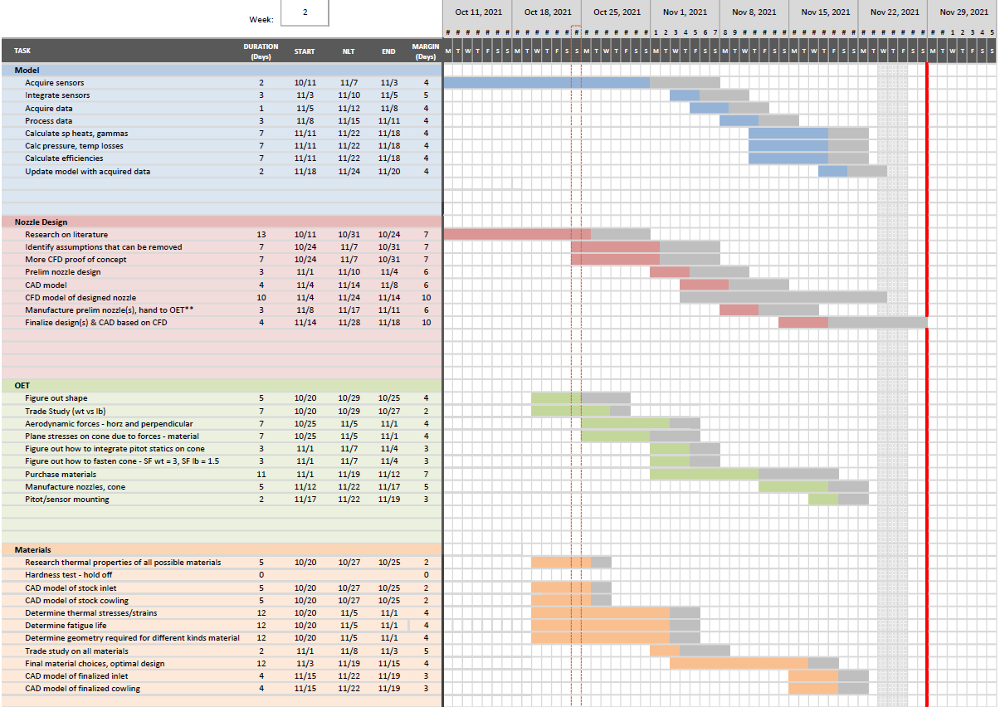 Week: 2
Oct 11, 2021 Oct 18, 2021 Oct 25, 2021 Nov 1, 2021 Nov 8, 2021 Nov 15, 2021 Nov 22, 2021 Nov 29, 2021
# # # # # # # # # # # # # # # # # # # # # 1 2 3 4 5 6 7 8 9 # # # # # # # # # # # # # # # # # # # # # 1 2 3 4 5
TASK DURATION (Days) START NLT END MARGIN (Days) M T W T F S S M T W T F S S M T W T F S S M T W T F S S M T W T F S S M T W T F S S M T W T F S S M T W T F S S
Model
Acquire sensors 2 10/11 11/7 11/3 4
Integrate sensors 3 11/3 11/10 11/5 5
Acquire data 1 11/5 11/12 11/8 4
Process data 3 11/8 11/15 11/11 4
Calculate sp heats, gammas 7 11/11 11/22 11/18 4
Calc pressure, temp losses 7 11/11 11/22 11/18 4
Calculate efficiencies 7 11/11 11/22 11/18 4
Update model with acquired data 2 11/18 11/24 11/20 4
Nozzle Design
Research on literature 13 10/11 10/31 10/24 7
Identify assumptions that can be removed 7 10/24 11/7 10/31 7
More CFD proof of concept 7 10/24 11/7 10/31 7
Prelim nozzle design 3 11/1 11/10 11/4 6
CAD model 4 11/4 11/14 11/8 6
CFD model of designed nozzle 10 11/4 11/24 11/14 10
Manufacture prelim nozzle(s), hand to OET** 3 11/8 11/17 11/11 6
Finalize design(s) & CAD based on CFD 4 11/14 11/28 11/18 10
OET
Figure out shape 5 10/20 10/29 10/25 4
Trade Study (wt vs lb) 7 10/20 10/29 10/27 2
Aerodynamic forces - horz and perpendicular 7 10/25 11/5 11/1 4
Plane stresses on cone due to forces - material 7 10/25 11/5 11/1 4
Figure out how to integrate pitot statics on cone 3 11/1 11/7 11/4 3
Figure out how to fasten cone - SF wt = 3, SF lb = 1.5 3 11/1 11/7 11/4 3
Purchase materials 11 11/1 11/19 11/12 7
Manufacture nozzles, cone 5 11/12 11/22 11/17 5
Pitot/sensor mounting 2 11/17 11/22 11/19 3
Materials
Research thermal properties of all possible materials 5 10/20 10/27 10/25 2
Hardness test - hold off 0 0
CAD model of stock inlet 5 10/20 10/27 10/25 2
CAD model of stock cowling 5 10/20 10/27 10/25 2
Determine thermal stresses/strains 12 10/20 11/5 11/1 4
Determine fatigue life 12 10/20 11/5 11/1 4
Determine geometry required for different kinds material 12 10/20 11/5 11/1 4
Trade study on all materials 2 11/1 11/8 11/3 5
Final material choices, optimal design 12 11/3 11/19 11/15 4
CAD model of finalized inlet 4 11/15 11/22 11/19 3
CAD model of finalized cowling 4 11/15 11/22 11/19 3